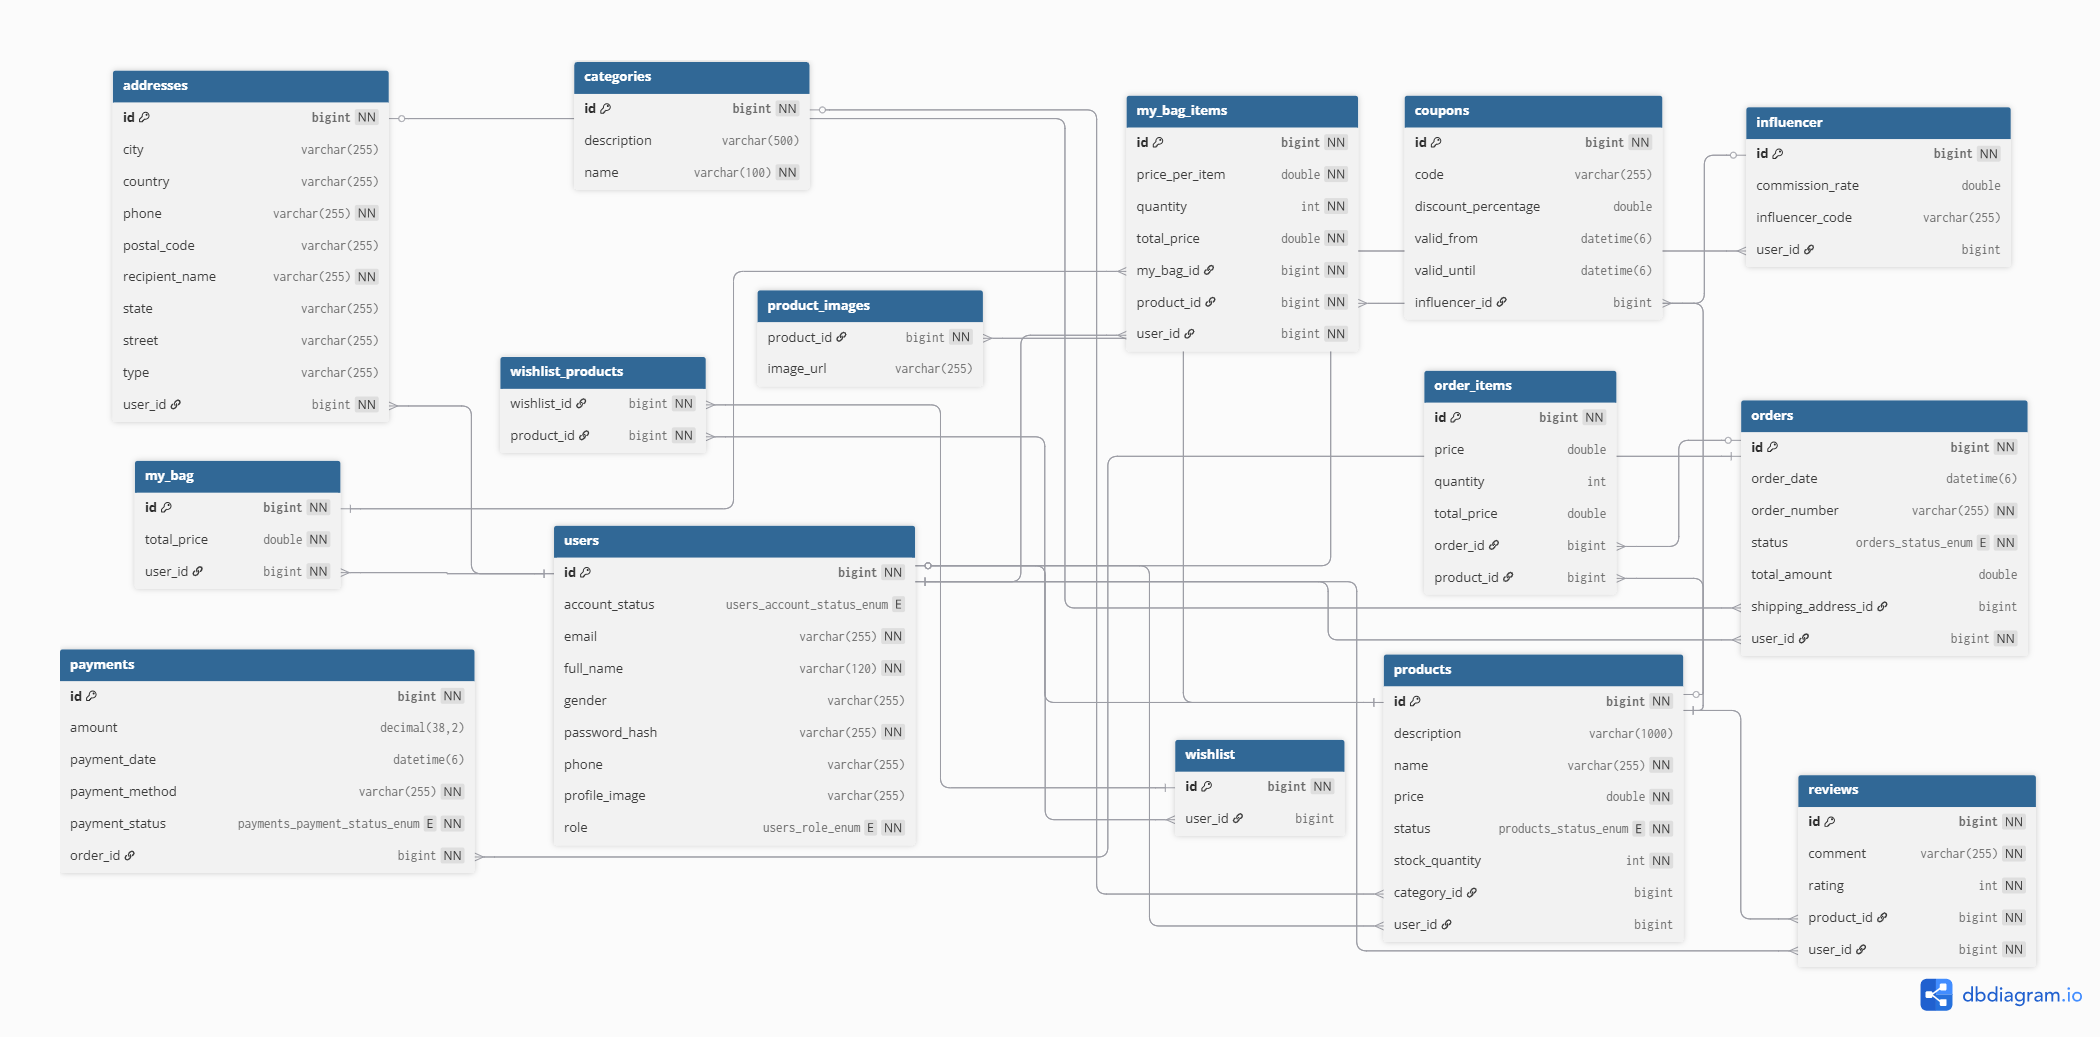 addresses
id bigint NN
city varchar(255)
country varchar(255)
phone varchar(255) NN
postal_code varchar(255)
recipient_name varchar(255) NN
state varchar(255)
street varchar(255)
type varchar(255)
user_id bigint NN
categories
id bigint NN
description varchar(500)
name varchar(100) NN
my_bag_items
id bigint NN
price_per_item double NN
quantity int NN
total_price double NN
my_bag_id bigint NN
product_id bigint NN
user_id bigint NN
coupons
id bigint NN
code varchar(255)
discount_percentage double
valid_from datetime(6)
valid_until datetime(6)
influencer_id bigint
influencer
id bigint NN
commission_rate double
influencer_code varchar(255)
user_id bigint
product_images
product_id bigint NN
image_url varchar(255)
wishlist_products
wishlist_id bigint NN
product_id bigint NN
order_items
id bigint NN
price double
quantity int
total_price double
order_id bigint
product_id bigint
orders
id bigint NN
order_date datetime(6)
order_number varchar(255) NN
status orders_status_enum E NN
total_amount double
shipping_address_id bigint
user_id bigint NN
my_bag
id bigint NN
total_price double NN
user_id bigint NN
users
id bigint NN
account_status users_account_status_enum E
email varchar(255) NN
full_name varchar(120) NN
gender varchar(255)
password_hash varchar(255) NN
phone varchar(255)
profile_image varchar(255)
role users_role_enum E NN
payments
id bigint NN
amount decimal(38,2)
payment_date datetime(6)
payment_method varchar(255) NN
payment_status payments_payment_status_enum E NN
order_id bigint NN
products
id bigint NN
description varchar(1000)
name varchar(255) NN
price double NN
status products_status_enum E NN
stock_quantity int NN
category_id bigint
user_id bigint
wishlist
id bigint NN
user_id bigint
reviews
id bigint NN
comment varchar(255) NN
rating int NN
product_id bigint NN
user_id bigint NN
dbdiagram.io